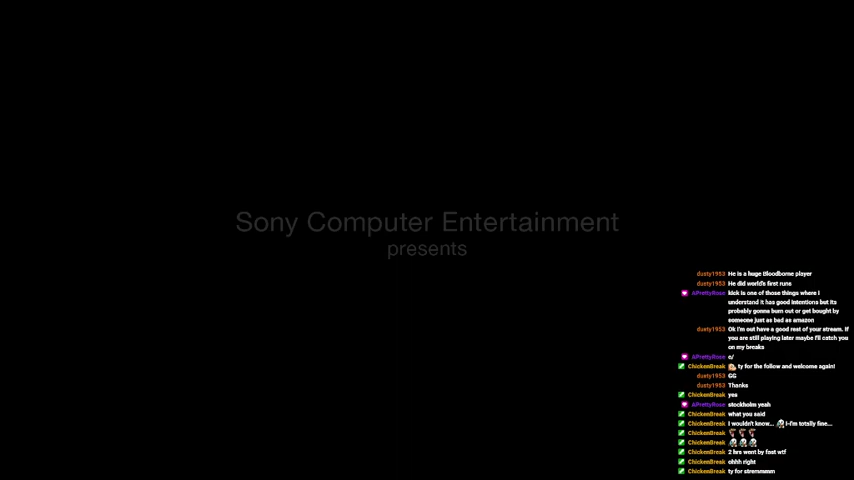 Sony Computer Entertainment
presents
dusty1953 He is a huge Bloodborne player
dusty1953 He did world's first runs
APrettyRose kick is one of those things where I
understand it has good intentions but its
probably gonna burn out or get bought by
someone just as bad as amazon
dusty1953 Ok I'm out have a good rest of your stream. If
you are still playing later maybe I'll catch you
on my breaks
APrettyRose o/
ChickenBreak ty for the follow and welcome again!
dusty1953 GG
dusty1953 Thanks
ChickenBreak yes
APrettyRose stockholm yeah
ChickenBreak what you said
ChickenBreak I wouldn't know... I-I'm totally fine...
ChickenBreak
ChickenBreak
ChickenBreak 2 hrs went by fast wtf
ChickenBreak ohhh right
ChickenBreak ty for stremmmm